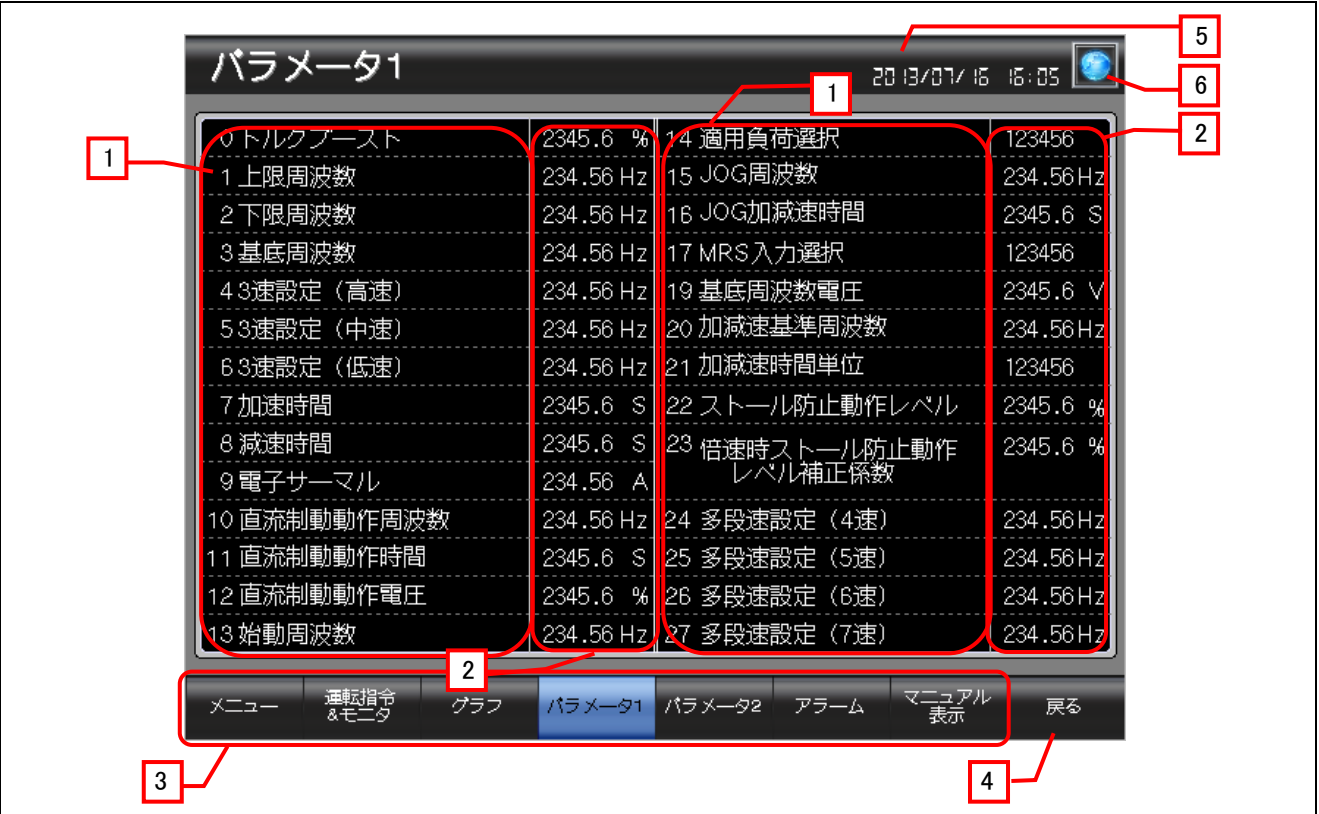 パラメータ1
2013/07/16 16:05
5
6
1
1
2
0 トルクブースト 2345.6 %
1 上限周波数 234.56 Hz
2 下限周波数 234.56 Hz
3 基底周波数 234.56 Hz
4 3速設定（高速） 234.56 Hz
5 3速設定（中速） 234.56 Hz
6 3速設定（低速） 234.56 Hz
7 加速時間 2345.6 S
8 減速時間 2345.6 S
9 電子サーマル 234.56 A
10 直流制動動作周波数 234.56 Hz
11 直流制動動作時間 2345.6 S
12 直流制動動作電圧 2345.6 %
13 始動周波数 234.56 Hz
14 適用負荷選択 123456
15 JOG周波数 234.56 Hz
16 JOG加減速時間 2345.6 S
17 MRS入力選択 123456
19 基底周波数電圧 2345.6 V
20 加減速基準周波数 234.56 Hz
21 加減速時間単位 123456
22 ストール防止動作レベル 2345.6 %
23 倍速時ストール防止動作 2345.6 %
レベル補正係数
24 多段速設定（4速） 234.56 Hz
25 多段速設定（5速） 234.56 Hz
26 多段速設定（6速） 234.56 Hz
27 多段速設定（7速） 234.56 Hz
2
メニュー
運転指令
&モニタ
グラフ
パラメータ1
パラメータ2
アラーム
マニュアル
表示
戻る
3
4